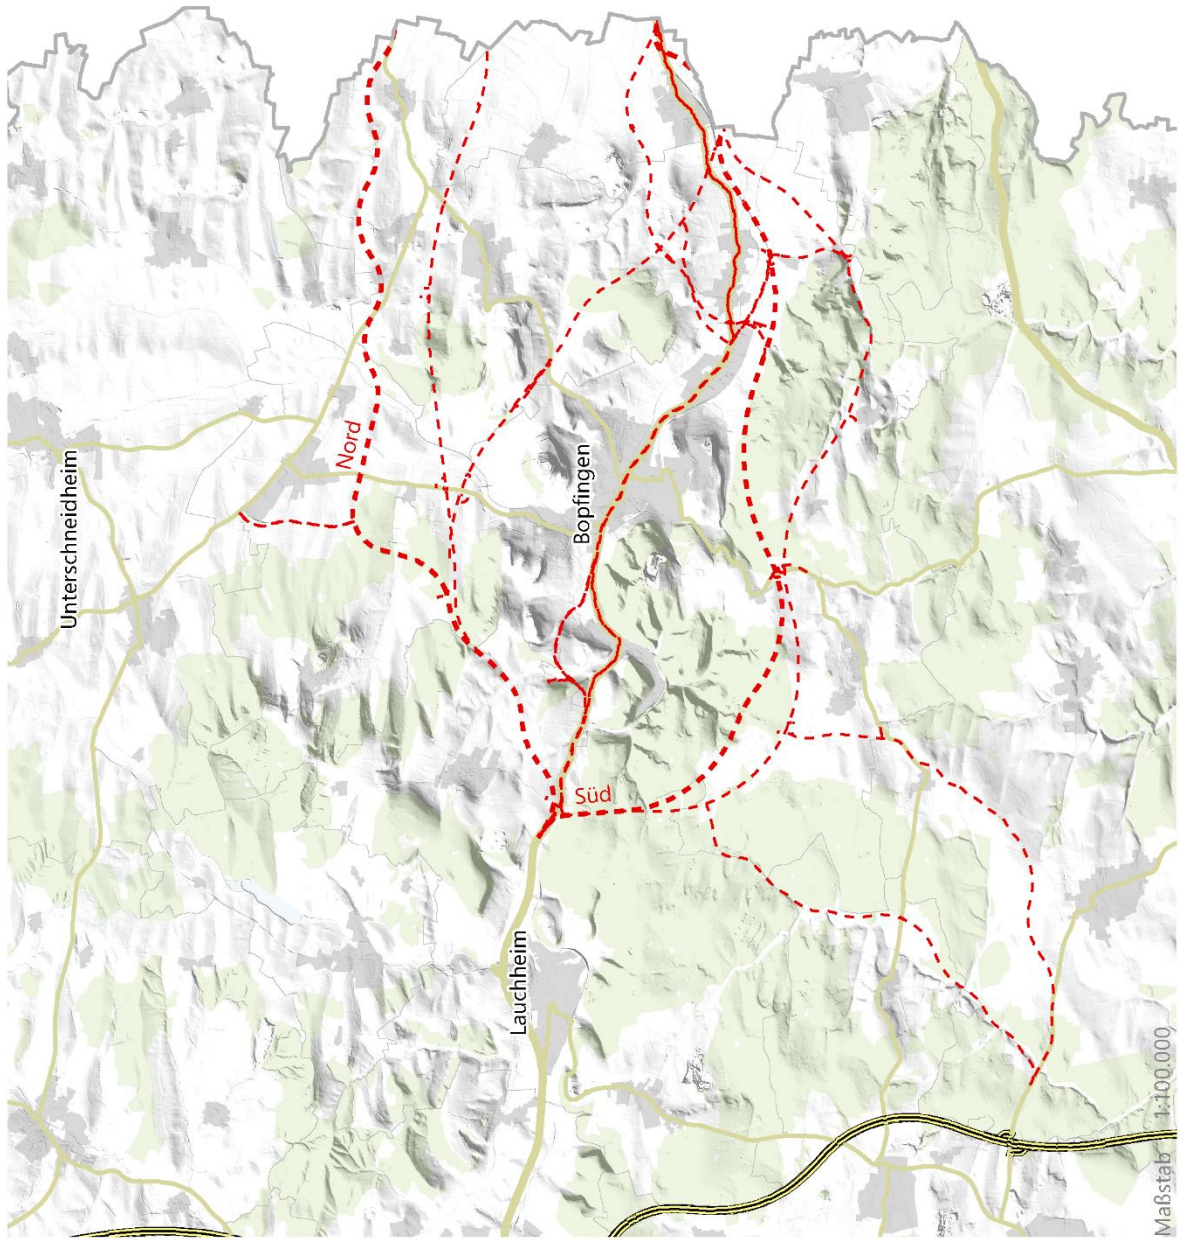 Unterschneidheim
Nord
Bopfingen
Süd
Lauchheim
Maßstab 1:100.000